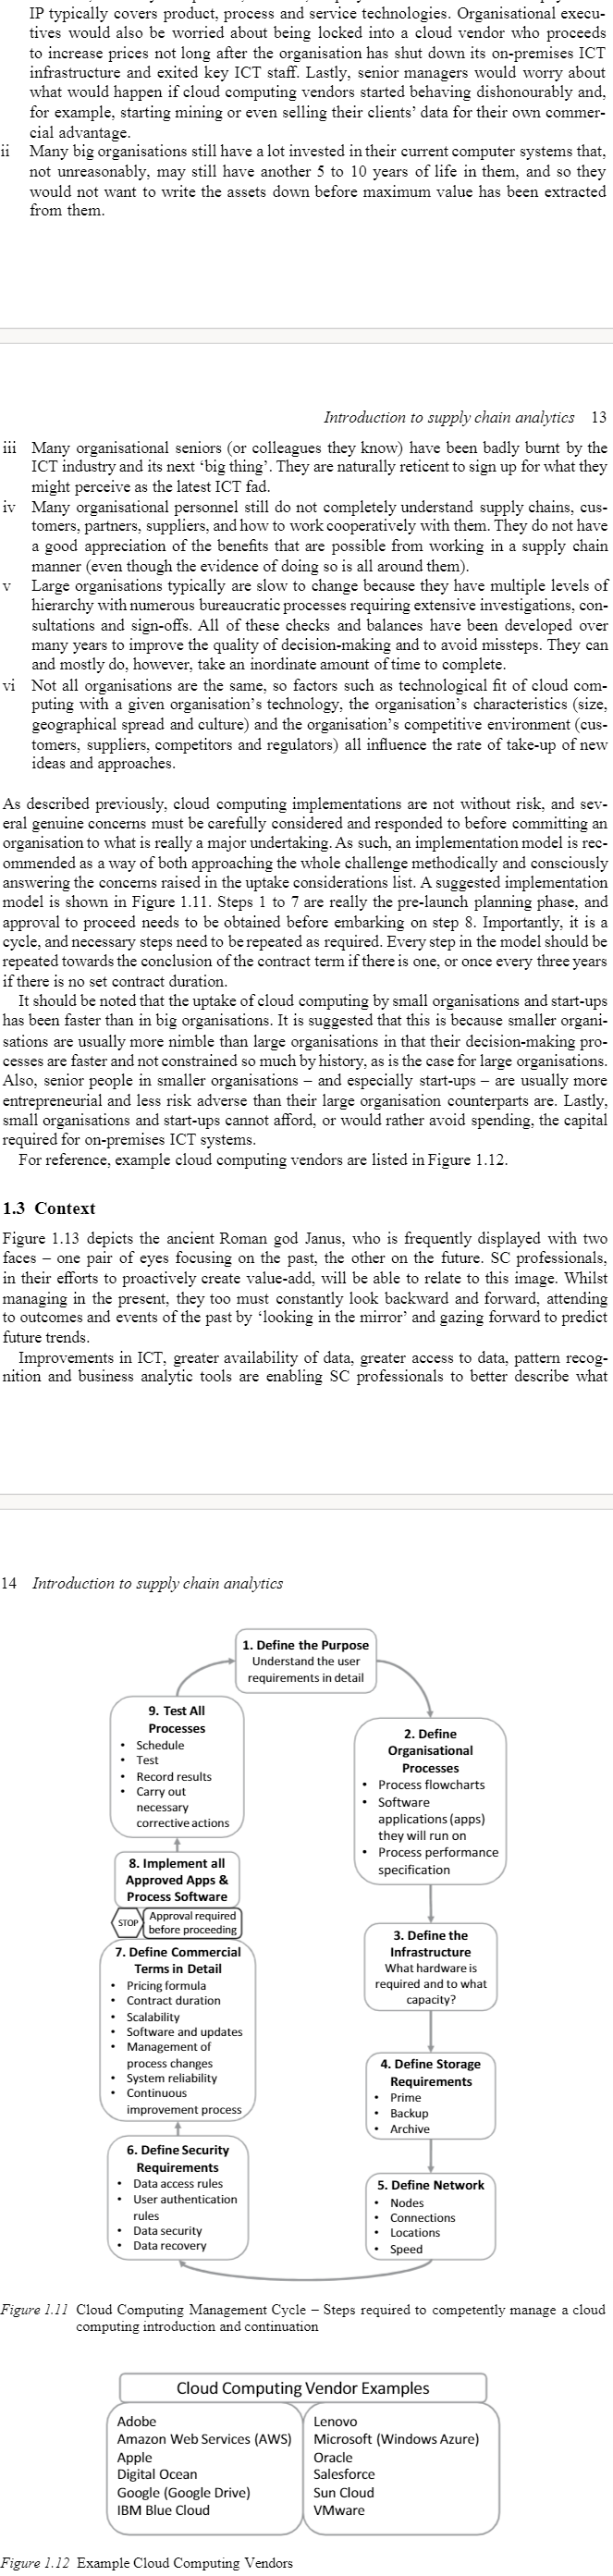 IP typically covers product, process and service technologies. Organisational execu-
tives would also be worried about being locked into a cloud vendor who proceeds
to increase prices not long after the organisation has shut down its on-premises ICT
infrastructure and exited key ICT staff. Lastly, senior managers would worry about
what would happen if cloud computing vendors started behaving dishonourably and,
for example, starting mining or even selling their clients' data for their own commer-
cial advantage.
ii Many big organisations still have a lot invested in their current computer systems that,
not unreasonably, may still have another 5 to 10 years of life in them, and so they
would not want to write the assets down before maximum value has been extracted
from them.
Introduction to supply chain analytics 13
iii Many organisational seniors (or colleagues they know) have been badly burnt by the
ICT industry and its next 'big thing'. They are naturally reticent to sign up for what they
might perceive as the latest ICT fad.
iv Many organisational personnel still do not completely understand supply chains, cus-
tomers, partners, suppliers, and how to work cooperatively with them. They do not have
a good appreciation of the benefits that are possible from working in a supply chain
manner (even though the evidence of doing so is all around them).
v Large organisations typically are slow to change because they have multiple levels of
hierarchy with numerous bureaucratic processes requiring extensive investigations, con-
sultations and sign-offs. All of these checks and balances have been developed over
many years to improve the quality of decision-making and to avoid missteps. They can
and mostly do, however, take an inordinate amount of time to complete.
vi Not all organisations are the same, so factors such as technological fit of cloud com-
puting with a given organisation's technology, the organisation's characteristics (size,
geographical spread and culture) and the organisation's competitive environment (cus-
tomers, suppliers, competitors and regulators) all influence the rate of take-up of new
ideas and approaches.
As described previously, cloud computing implementations are not without risk, and sev-
eral genuine concerns must be carefully considered and responded to before committing an
organisation to what is really a major undertaking. As such, an implementation model is rec-
ommended as a way of both approaching the whole challenge methodically and consciously
answering the concerns raised in the uptake considerations list. A suggested implementation
model is shown in Figure 1.11. Steps 1 to 7 are really the pre-launch planning phase, and
approval to proceed needs to be obtained before embarking on step 8. Importantly, it is a
cycle, and necessary steps need to be repeated as required. Every step in the model should be
repeated towards the conclusion of the contract term if there is one, or once every three years
if there is no set contract duration.
It should be noted that the uptake of cloud computing by small organisations and start-ups
has been faster than in big organisations. It is suggested that this is because smaller organi-
sations are usually more nimble than large organisations in that their decision-making pro-
cesses are faster and not constrained so much by history, as is the case for large organisations.
Also, senior people in smaller organisations – and especially start-ups – are usually more
entrepreneurial and less risk adverse than their large organisation counterparts are. Lastly,
small organisations and start-ups cannot afford, or would rather avoid spending, the capital
required for on-premises ICT systems.
For reference, example cloud computing vendors are listed in Figure 1.12.
1.3 Context
Figure 1.13 depicts the ancient Roman god Janus, who is frequently displayed with two
faces – one pair of eyes focusing on the past, the other on the future. SC professionals,
in their efforts to proactively create value-add, will be able to relate to this image. Whilst
managing in the present, they too must constantly look backward and forward, attending
to outcomes and events of the past by 'looking in the mirror' and gazing forward to predict
future trends.
Improvements in ICT, greater availability of data, greater access to data, pattern recog-
nition and business analytic tools are enabling SC professionals to better describe what
14 Introduction to supply chain analytics
1. Define the Purpose
Understand the user
requirements in detail
2. Define
Organisational
Processes
• Process flowcharts
• Software
applications (apps)
they will run on
• Process performance
specification
3. Define the
Infrastructure
What hardware is
required and to what
capacity?
4. Define Storage
Requirements
• Prime
• Backup
• Archive
5. Define Network
• Nodes
• Connections
• Locations
• Speed
6. Define Security
Requirements
• Data access rules
• User authentication
rules
• Data security
• Data recovery
7. Define Commercial
Terms in Detail
• Pricing formula
• Contract duration
• Scalability
• Software and updates
• Management of
process changes
• System reliability
• Continuous
improvement process
STOP
Approval required
before proceeding
8. Implement all
Approved Apps &
Process Software
9. Test All
Processes
• Schedule
• Test
• Record results
• Carry out
necessary
corrective actions
Figure 1.11 Cloud Computing Management Cycle – Steps required to competently manage a cloud
computing introduction and continuation
Cloud Computing Vendor Examples
Adobe
Amazon Web Services (AWS)
Apple
Digital Ocean
Google (Google Drive)
IBM Blue Cloud
Lenovo
Microsoft (Windows Azure)
Oracle
Salesforce
Sun Cloud
VMware
Figure 1.12 Example Cloud Computing Vendors